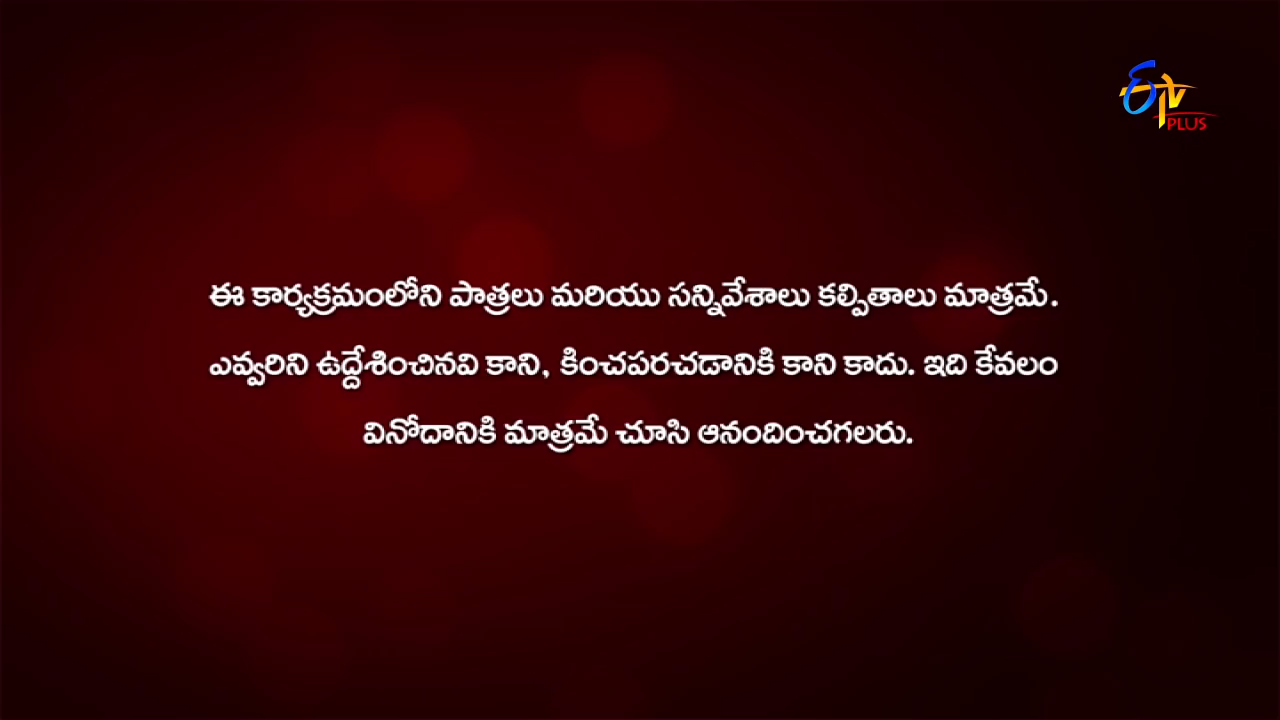 ETV
PLUS
ఈ కార్యక్రమంలోని పాత్రలు మరియు సన్నివేశాలు కల్పితాలు మాత్రమే.
ఎవ్వరిని ఉద్దేశించినవి కాని, కించపరచడానికి కాని కాదు. ఇది కేవలం
వినోదానికి మాత్రమే చూసి ఆనందించగలరు.